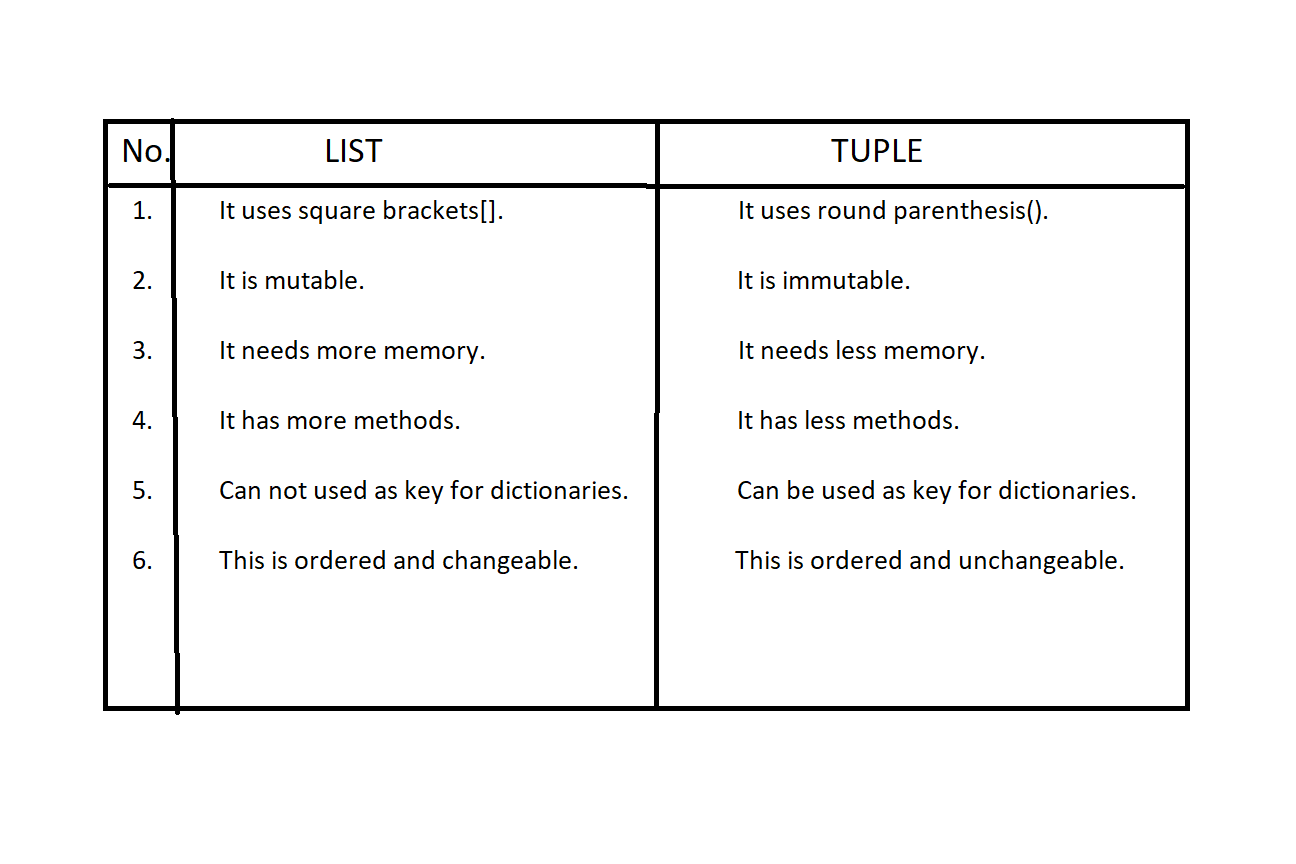 No. LIST TUPLE
1. It uses square brackets[]. It uses round parenthesis().
2. It is mutable. It is immutable.
3. It needs more memory. It needs less memory.
4. It has more methods. It has less methods.
5. Can not used as key for dictionaries. Can be used as key for dictionaries.
6. This is ordered and changeable. This is ordered and unchangeable.